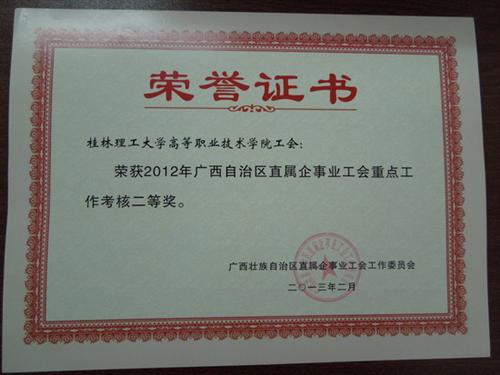 荣誉证书
桂林理工大学高等职业技术学院工会：
荣获2012年广西自治区直属企事业工会重点工
作考核二等奖。
广西壮族自治区直属企事业工会工作委员会
二〇一三年二月